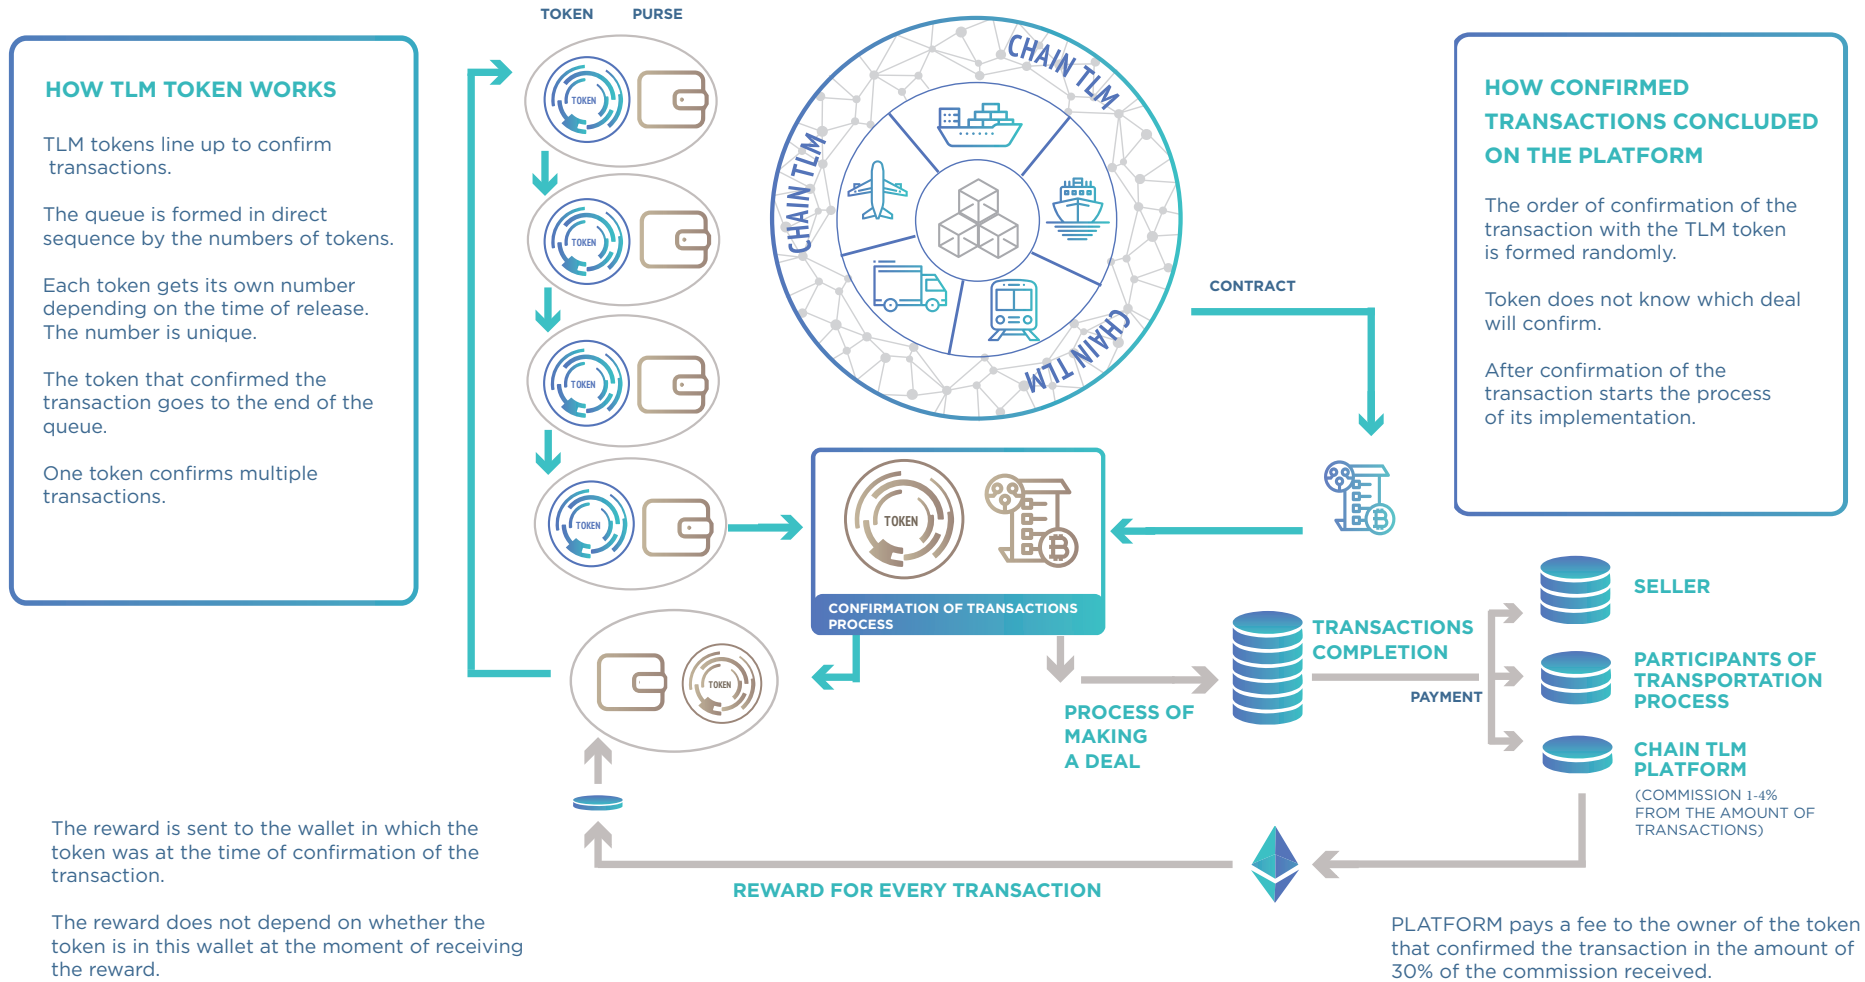 TOKEN PURSE
HOW TLM TOKEN WORKS
TLM tokens line up to confirm
transactions.
The queue is formed in direct
sequence by the numbers of tokens.
Each token gets its own number
depending on the time of release.
The number is unique.
The token that confirmed the
transaction goes to the end of the
queue.
One token confirms multiple
transactions.
TOKEN
TOKEN
TOKEN
TOKEN
CHAIN TLM
CHAIN TLM
CHAIN TLM
CONTRACT
HOW CONFIRMED
TRANSACTIONS CONCLUDED
ON THE PLATFORM
The order of confirmation of the
transaction with the TLM token
is formed randomly.
Token does not know which deal
will confirm.
After confirmation of the
transaction starts the process
of its implementation.
TOKEN
CONFIRMATION OF TRANSACTIONS
PROCESS
TOKEN
PROCESS OF
MAKING
A DEAL
TRANSACTIONS
COMPLETION
PAYMENT
SELLER
PARTICIPANTS OF
TRANSPORTATION
PROCESS
CHAIN TLM
PLATFORM
(COMMISSION 1-4%
FROM THE AMOUNT OF
TRANSACTIONS)
REWARD FOR EVERY TRANSACTION
The reward is sent to the wallet in which the
token was at the time of confirmation of the
transaction.
The reward does not depend on whether the
token is in this wallet at the moment of receiving
the reward.
PLATFORM pays a fee to the owner of the token
that confirmed the transaction in the amount of
30% of the commission received.